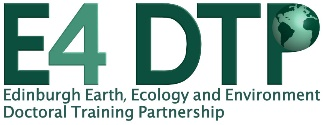 E4 DTP
Edinburgh Earth, Ecology and Environment
Doctoral Training Partnership